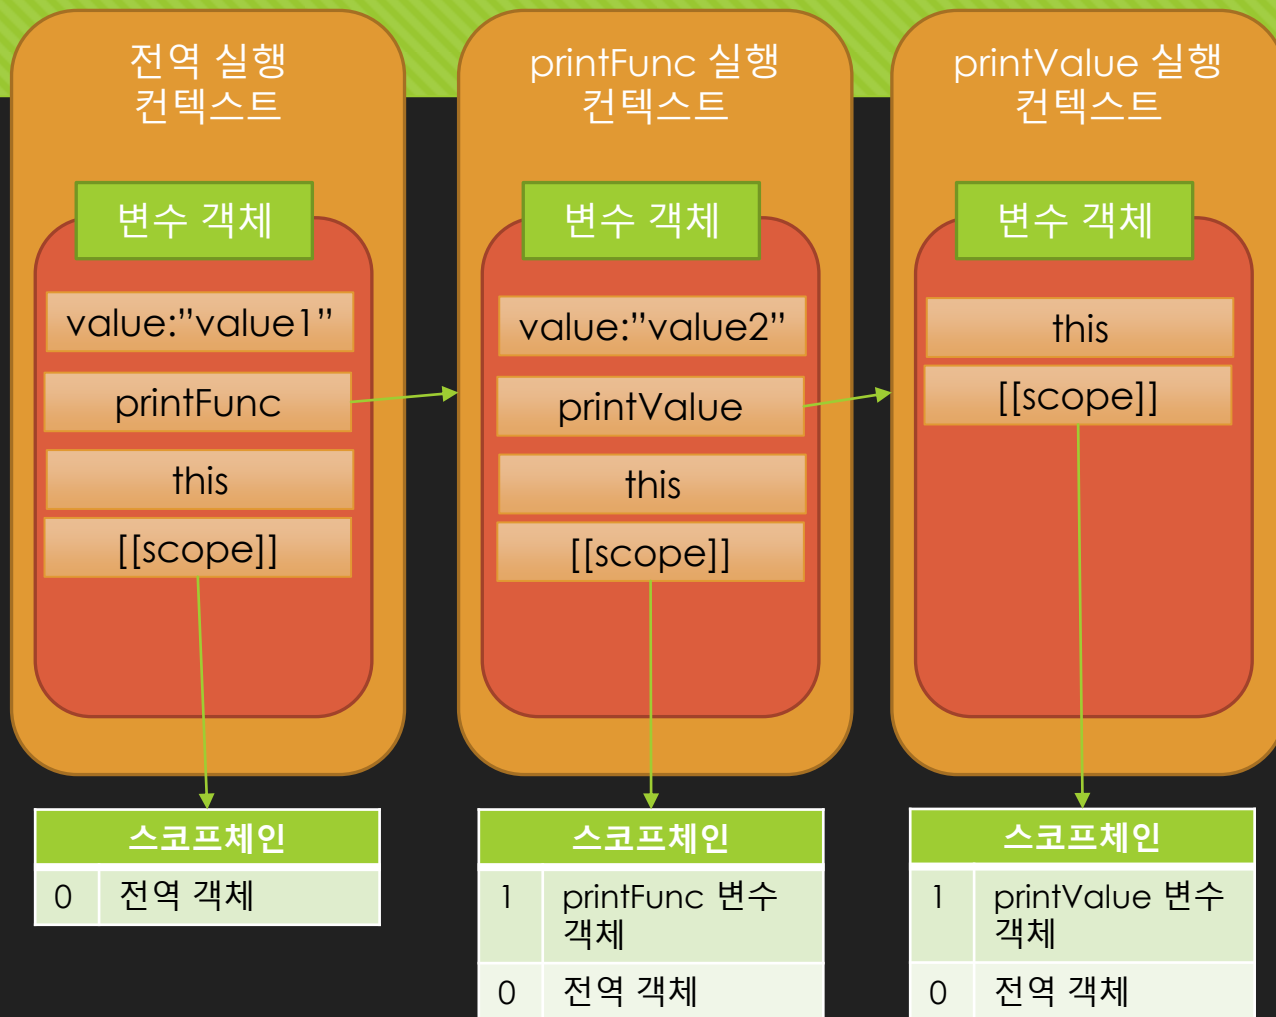 전역 실행
컨텍스트
변수 객체
value:”value1”
printFunc
this
[[scope]]
스코프체인
0 전역 객체
printFunc 실행
컨텍스트
변수 객체
value:”value2”
printValue
this
[[scope]]
스코프체인
1 printFunc 변수
객체
0 전역 객체
printValue 실행
컨텍스트
변수 객체
this
[[scope]]
스코프체인
1 printValue 변수
객체
0 전역 객체